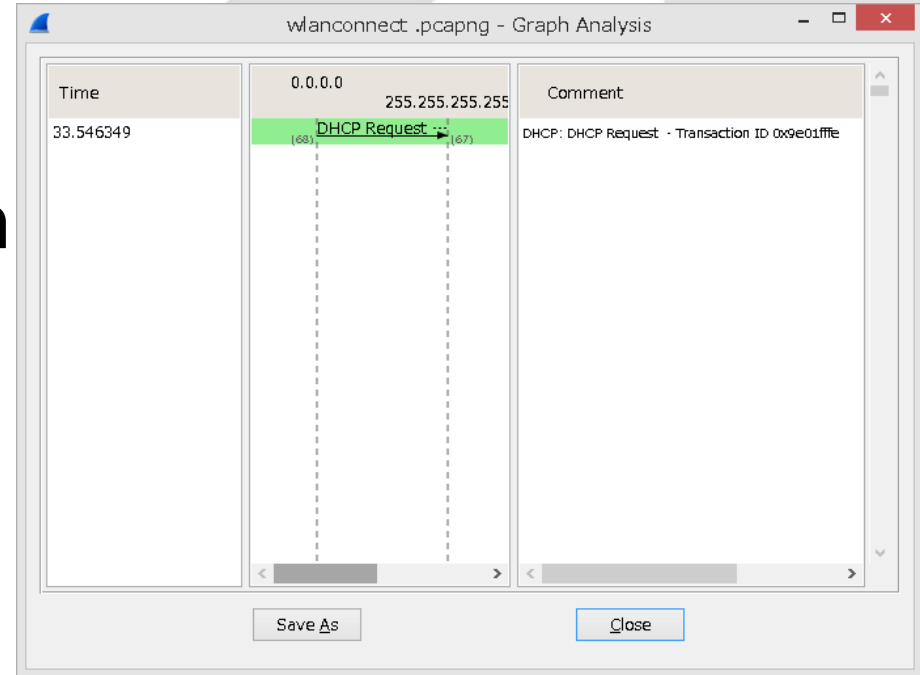 wlanconnect .pcapng - Graph Analysis
Time
0.0.0.0
255.255.255.255
Comment
33.546349
DHCP Request ...
(68)
(67)
DHCP: DHCP Request - Transaction ID 0x9e01fffe
Save As
Close